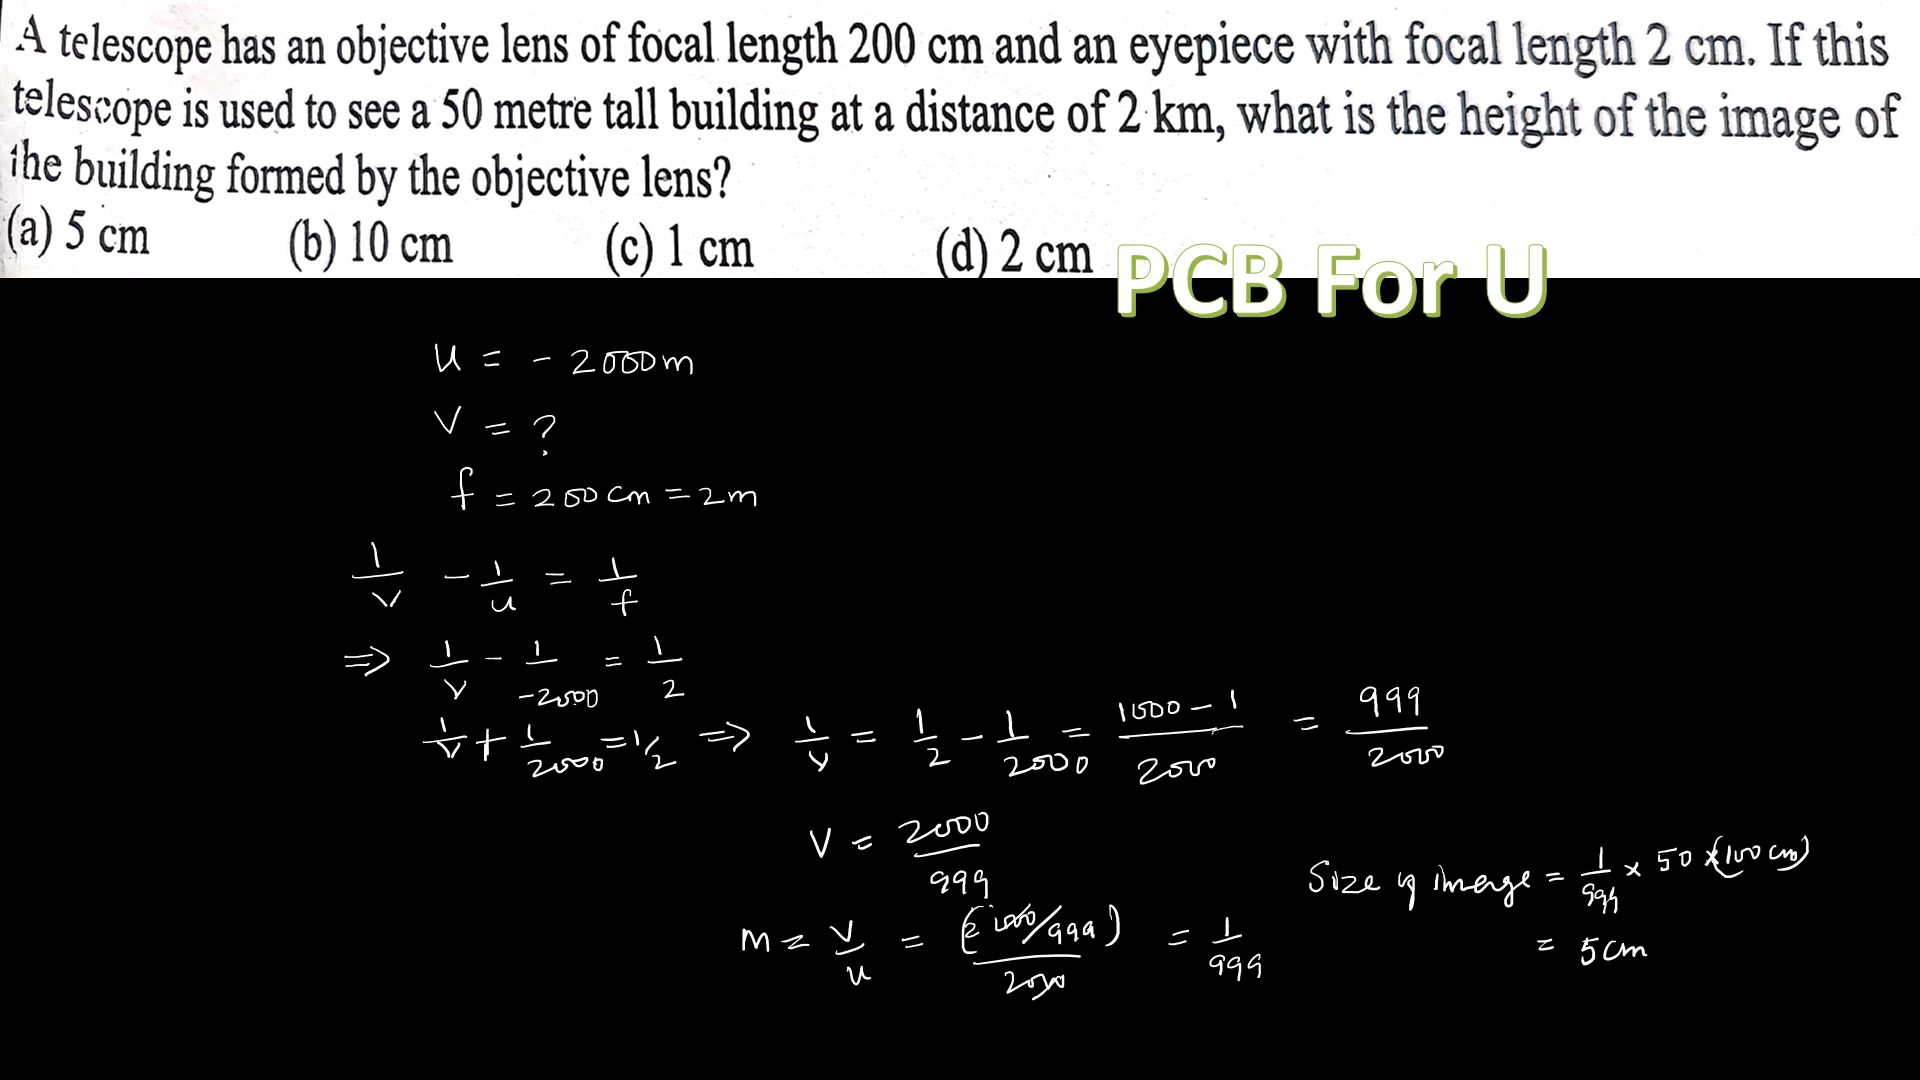 A telescope has an objective lens of focal length 200 cm and an eyepiece with focal length 2 cm. If this
telescope is used to see a 50 metre tall building at a distance of 2 km, what is the height of the image of
the building formed by the objective lens?
(a) 5 cm (b) 10 cm (c) 1 cm (d) 2 cm
PCB For U
u = - 2000m
v = ?
f = 200 cm = 2m
1/v - 1/u = 1/f
⇒ 1/v - 1/-2000 = 1/2
1/v + 1/2000 = 1/2 ⇒ 1/v = 1/2 - 1/2000 = 1000 - 1/2000 = 999/2000
v = 2000/999
m = v/u = (2000/999)/2000 = 1/999
Size of image = 1/999 × 50 × (100 cm)
= 5 cm